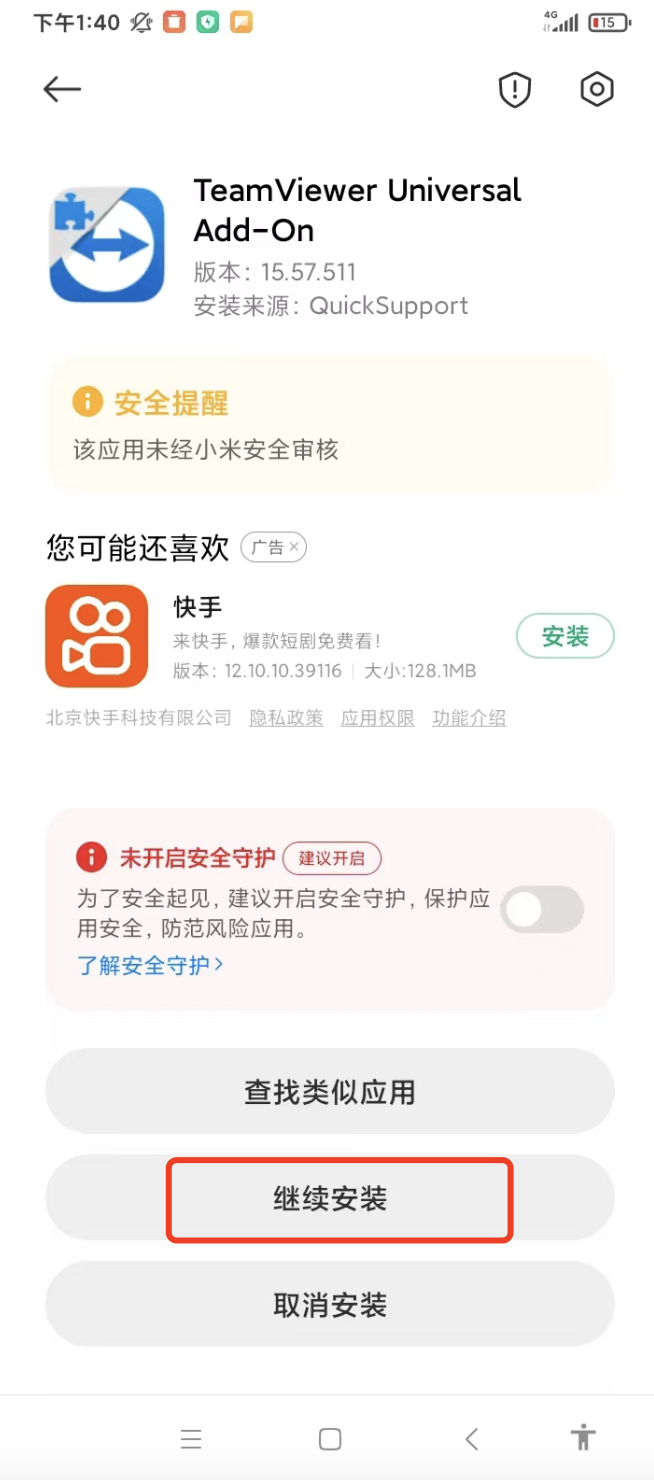 下午1:40
4G
15
TeamViewer Universal
Add-On
版本：15.57.511
安装来源：QuickSupport
安全提醒
该应用未经小米安全审核
您可能还喜欢 广告×
快手
来快手，爆款短剧免费看！
安装
版本：12.10.10.39116 | 大小:128.1MB
北京快手科技有限公司 隐私政策 应用权限 功能介绍
未开启安全守护 建议开启
为了安全起见，建议开启安全守护，保护应
用安全，防范风险应用。
了解安全守护>
查找类似应用
继续安装
取消安装